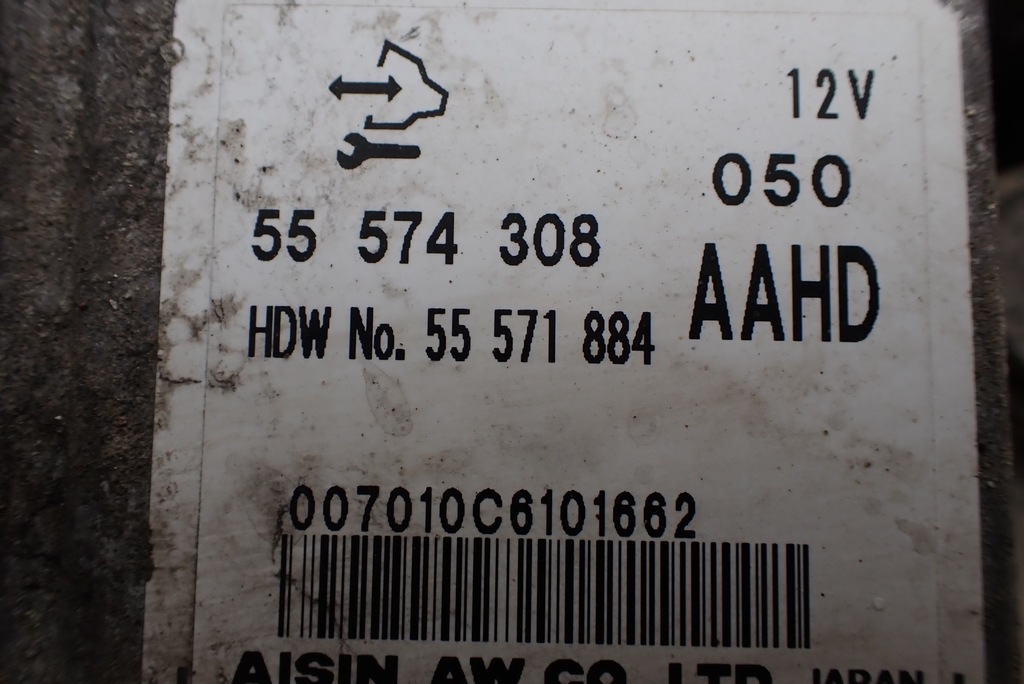 12V
050
55 574 308
AAHD
HDW No. 55 571 884
007010C6101662
AISIN AW CO., LTD. JAPAN